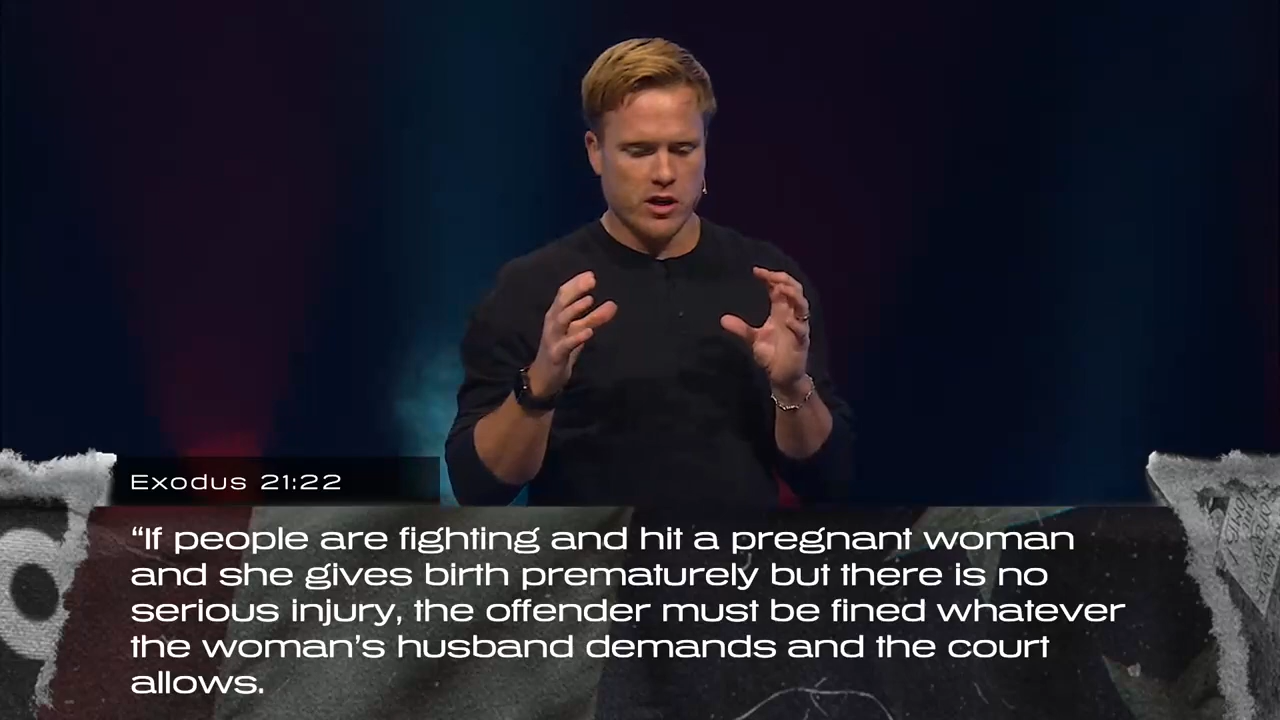 Exodus 21:22
“If people are fighting and hit a pregnant woman
and she gives birth prematurely but there is no
serious injury, the offender must be fined whatever
the woman’s husband demands and the court
allows.